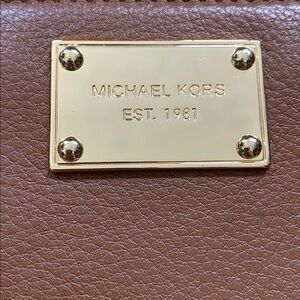 MICHAEL KORS
EST. 1981